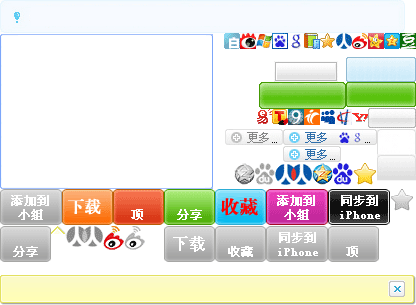 更多...
更多... g ...
更多...
添加到
小组
下载
顶
分享
收藏
添加到
小组
同步到
iPhone
分享
下载
收藏
同步到
iPhone
顶